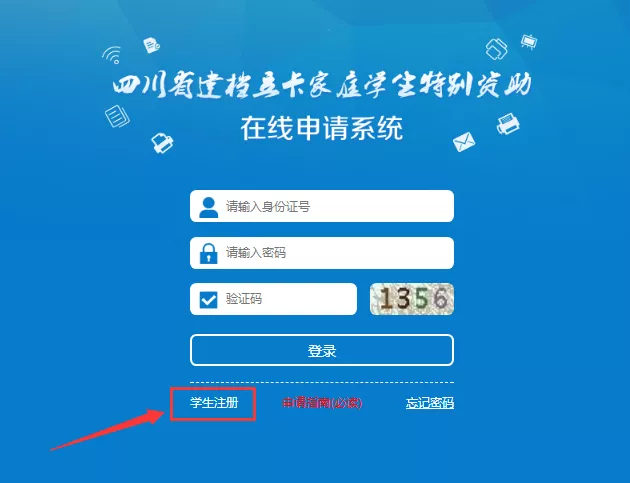 四川省建档立卡家庭学生特别资助
在线申请系统
请输入身份证号
请输入密码
验证码
1356
登录
学生注册
申请指南(必读)
忘记密码